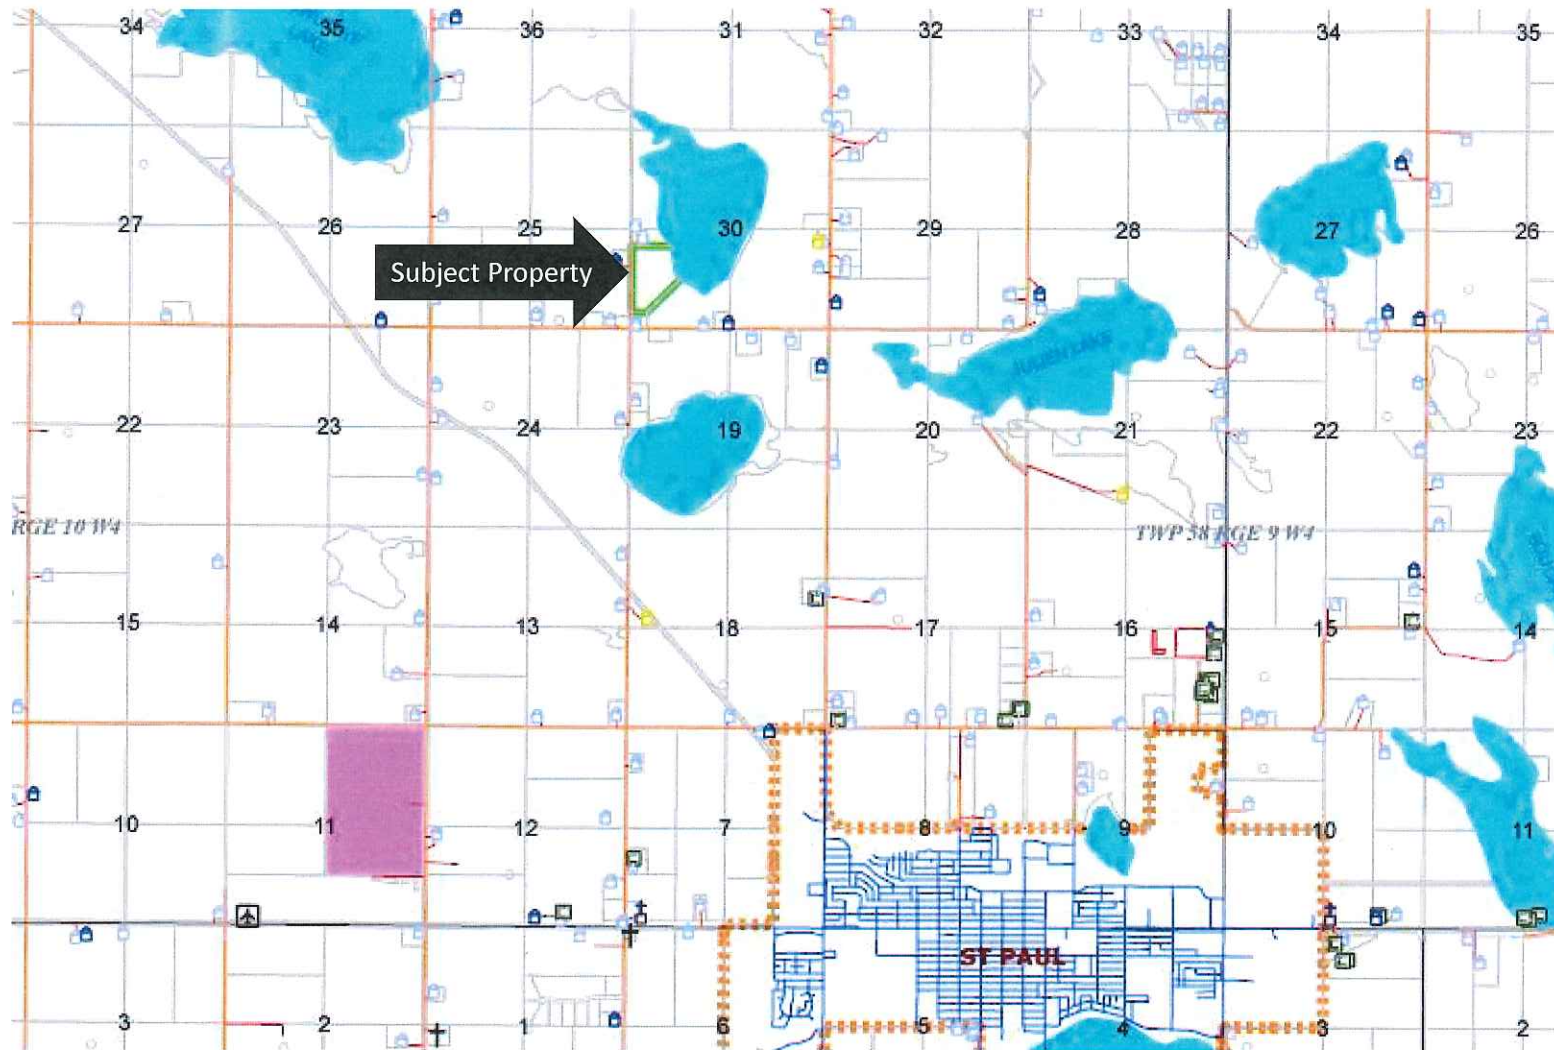 34 35 36 31 32 33 34 35
LAKE
27 26 25 30 29 28 27 26
Subject Property
JULIEN LAKE
22 23 24 19 20 21 22 23
RGE 10 W4
TWP 58 RGE 9 W4
15 14 13 18 17 16 15 14
10 11 12 7 8 9 10 11
ST PAUL
3 2 1 6 5 4 3 2